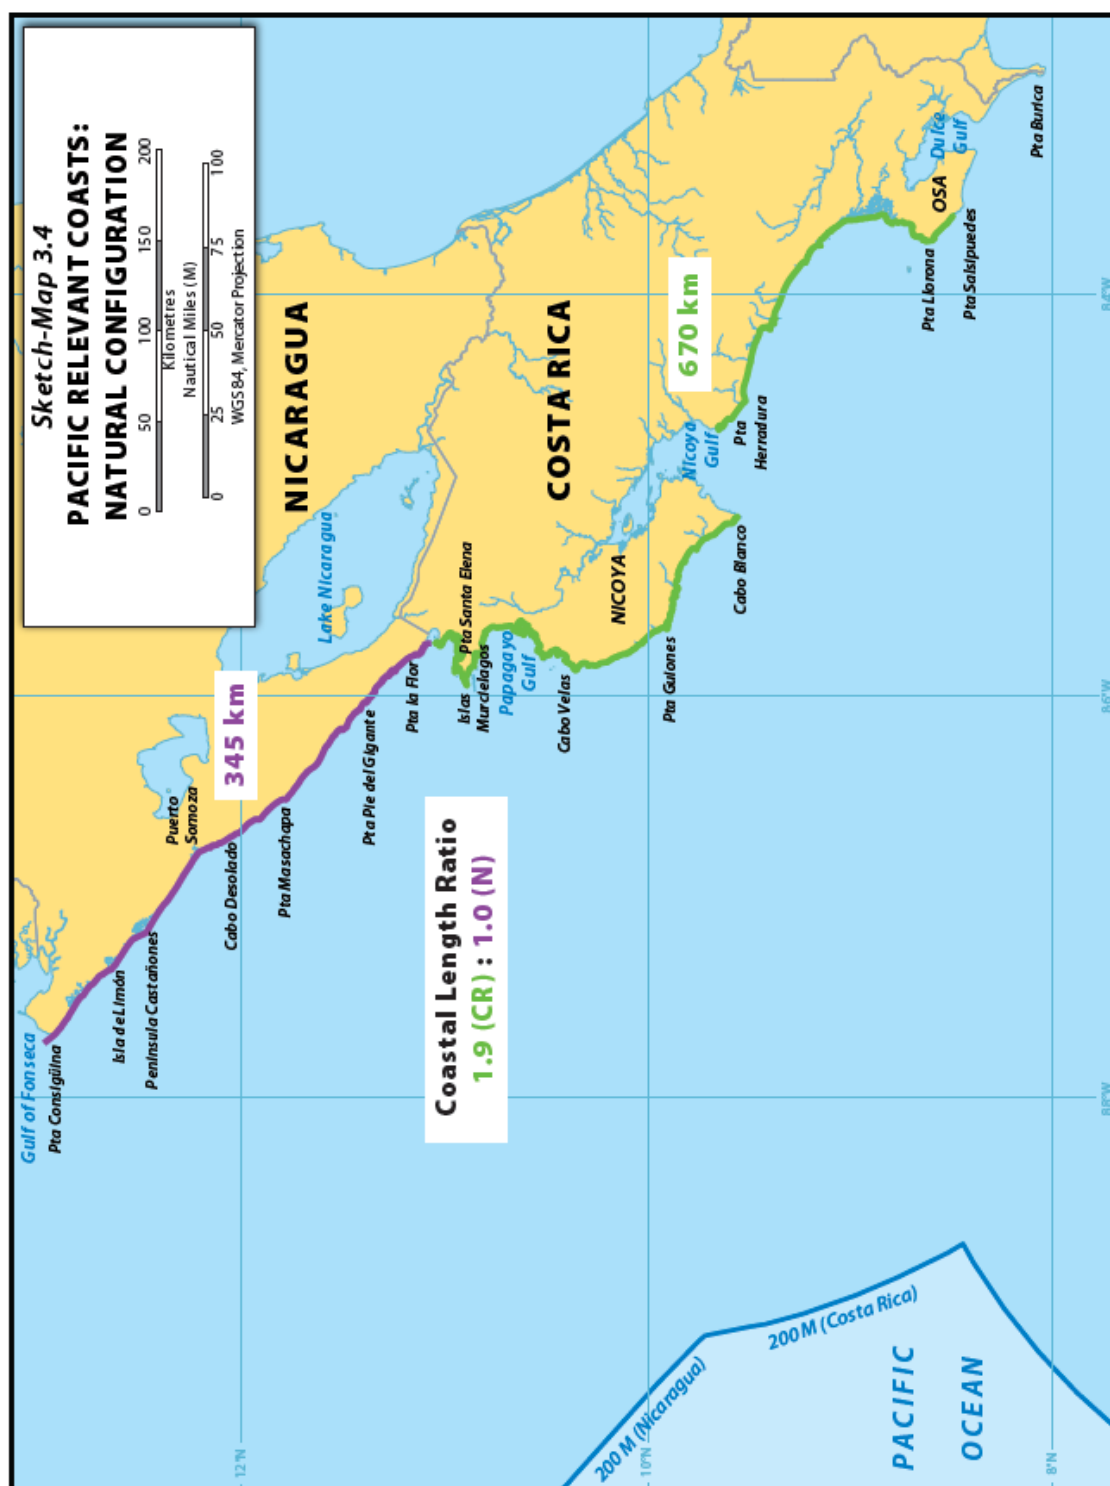 Sketch-Map 3.4
PACIFIC RELEVANT COASTS:
NATURAL CONFIGURATION
0 50 100 150 200
Kilometres
Nautical Miles (M)
0 25 50 75 100
WGS 84, Mercator Projection
Gulf of Fonseca
Pta Consigüina
Isla de Limón
Peninsula Castañones
Puerto
Somoza
Cabo Desolado
345 km
Pta Masachapa
NICARAGUA
Lake Nicaragua
Pta Pie del Gigante
Pta la Flor
Pta Santa Elena
Islas
Murcielagos
Papagayo
Gulf
Cabo Velas
COSTA RICA
NICOYA
Pta Guiones
Nicoya
Gulf
670 km
Cabo Blanco
Pta
Herradura
Pta Llorona
OSA
Dulce
Gulf
Pta Salsipuedes
Pta Burica
Coastal Length Ratio
1.9 (CR) : 1.0 (N)
200 M (Nicaragua)
200 M (Costa Rica)
PACIFIC
OCEAN
12°N
10°N
8°N
88°W
86°W
84°W